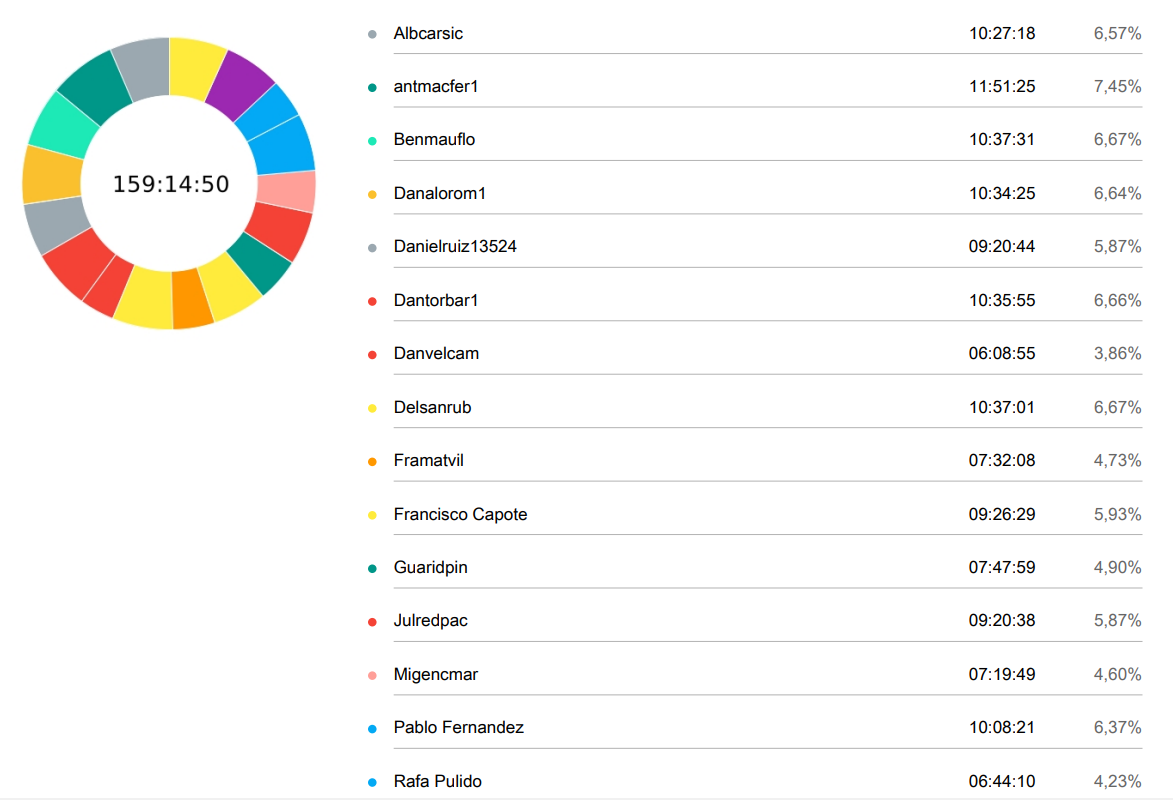 159:14:50
Albcarsic 10:27:18 6,57%
antmacfer1 11:51:25 7,45%
Benmauflo 10:37:31 6,67%
Danalorom1 10:34:25 6,64%
Danielruiz13524 09:20:44 5,87%
Dantorbar1 10:35:55 6,66%
Danvelcam 06:08:55 3,86%
Delsanrub 10:37:01 6,67%
Framatvil 07:32:08 4,73%
Francisco Capote 09:26:29 5,93%
Guaridpin 07:47:59 4,90%
Julredpac 09:20:38 5,87%
Migencmar 07:19:49 4,60%
Pablo Fernandez 10:08:21 6,37%
Rafa Pulido 06:44:10 4,23%